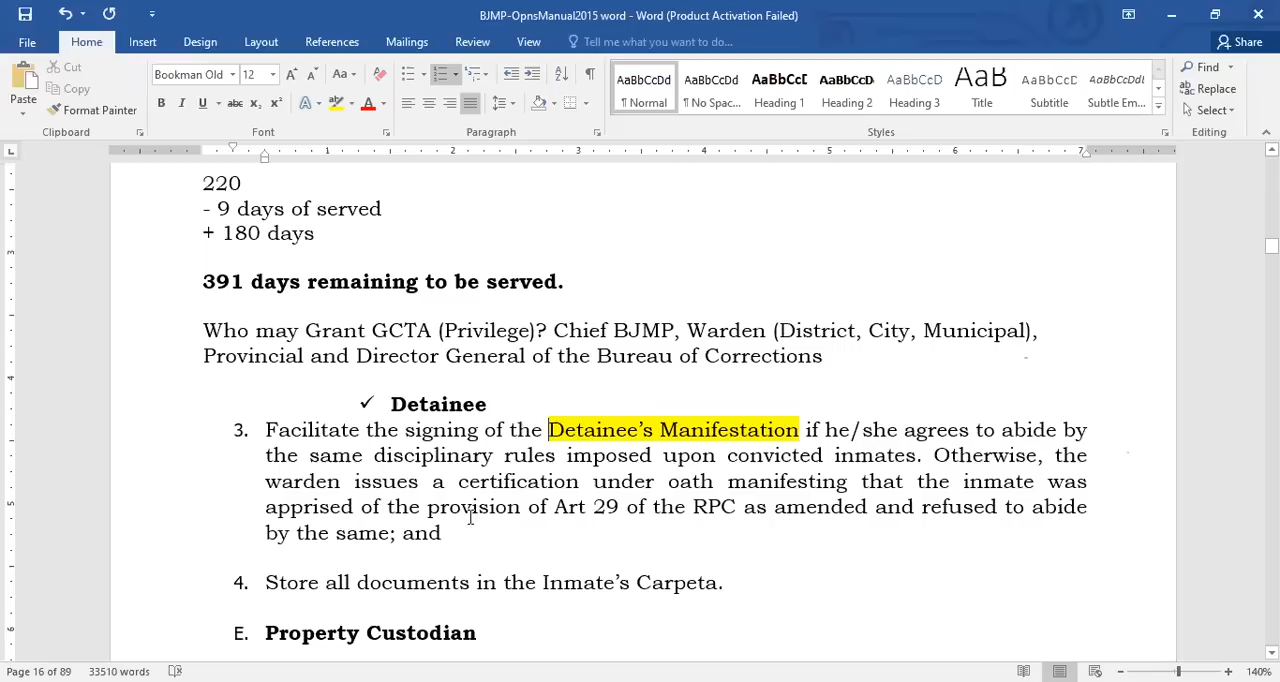 BJMP-OpnsManual2015 word - Word (Product Activation Failed)
File Home Insert Design Layout References Mailings Review View Tell me what you want to do... Share
Paste Cut Copy Format Painter
Bookman Old 12
AaBbCcDd AaBbCcDd AaBbCcI AaBbCcD AaBbCcD AaB AaBbCcD AaBbCcDd
¶ Normal ¶ No Spac... Heading 1 Heading 2 Heading 3 Title Subtitle Subtle Em...
Find
Replace
Select
Clipboard Font Paragraph Styles Editing
1 2 3 4 5 6 7
220
- 9 days of served
+ 180 days
391 days remaining to be served.
Who may Grant GCTA (Privilege)? Chief BJMP, Warden (District, City, Municipal),
Provincial and Director General of the Bureau of Corrections
✓ Detainee
3. Facilitate the signing of the Detainee's Manifestation if he/she agrees to abide by
the same disciplinary rules imposed upon convicted inmates. Otherwise, the
warden issues a certification under oath manifesting that the inmate was
apprised of the provision of Art 29 of the RPC as amended and refused to abide
by the same; and
4. Store all documents in the Inmate's Carpeta.
E. Property Custodian
Page 16 of 89 33510 words 140%